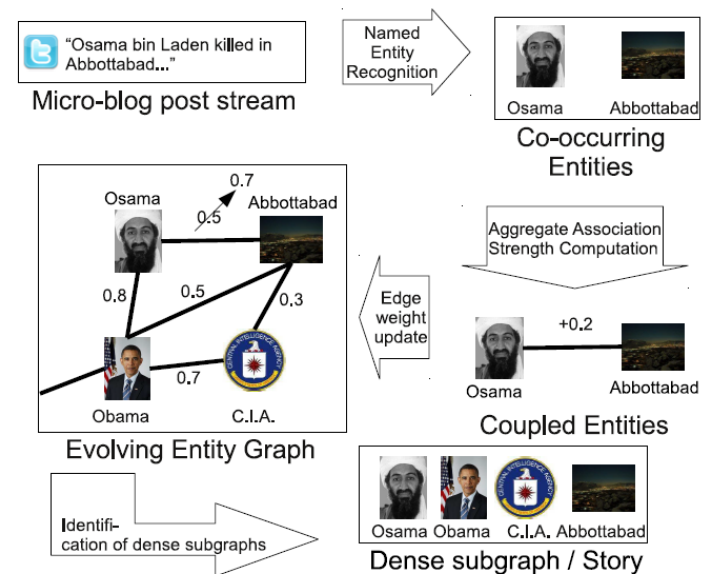 "Osama bin Laden killed in
Abbottabad..."
Micro-blog post stream
Named
Entity
Recognition
Osama
Abbottabad
Co-occurring
Entities
Aggregate Association
Strength Computation
+0.2
Osama
Abbottabad
Coupled Entities
Edge
weight
update
Osama
0.7
Abbottabad
0.5
0.8
0.5
0.3
0.7
Obama
C.I.A.
Evolving Entity Graph
Identifi-
cation of dense subgraphs
Osama Obama C.I.A. Abbottabad
Dense subgraph / Story